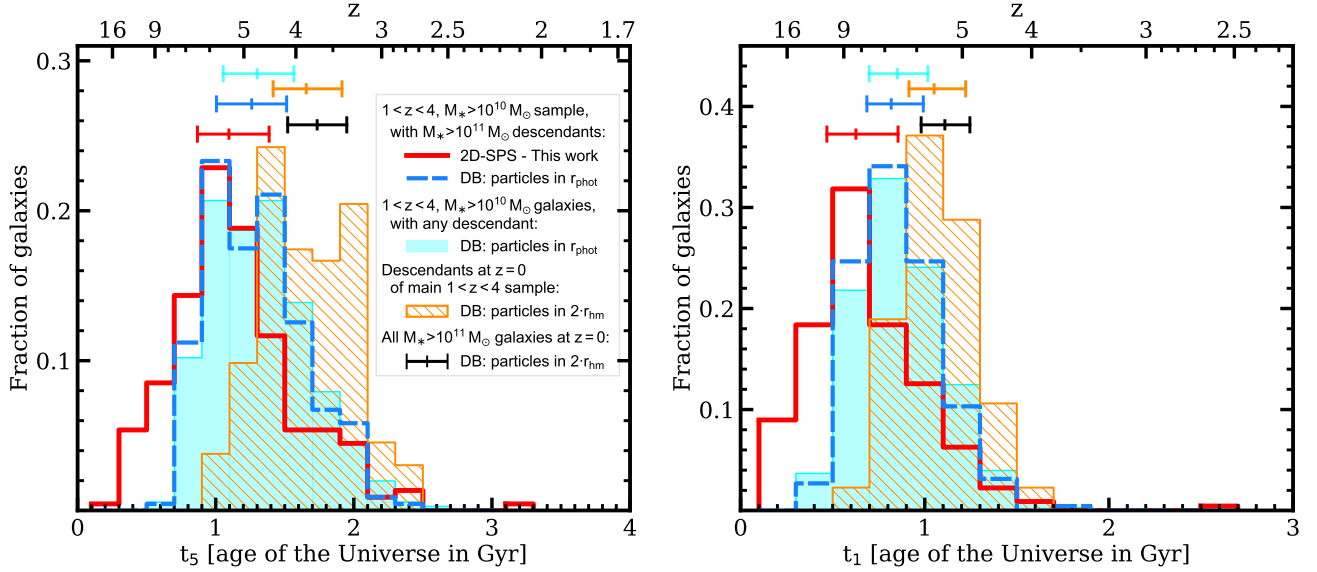 z
16 9 5 4 3 2.5 2 1.7
0.3
0.2
0.1
Fraction of galaxies
1<z<4, M∗>10¹⁰ M⊙ sample,
with M∗>10¹¹ M⊙ descendants:
2D-SPS - This work
DB: particles in rphot
1<z<4, M∗>10¹⁰ M⊙ galaxies,
with any descendant:
DB: particles in rphot
Descendants at z=0
of main 1<z<4 sample:
DB: particles in 2·rhm
All M∗>10¹¹ M⊙ galaxies at z=0:
DB: particles in 2·rhm
0 1 2 3 4
t₅ [age of the Universe in Gyr]
z
16 9 5 4 3 2.5
0.4
0.3
0.2
0.1
Fraction of galaxies
0 1 2 3
t₁ [age of the Universe in Gyr]